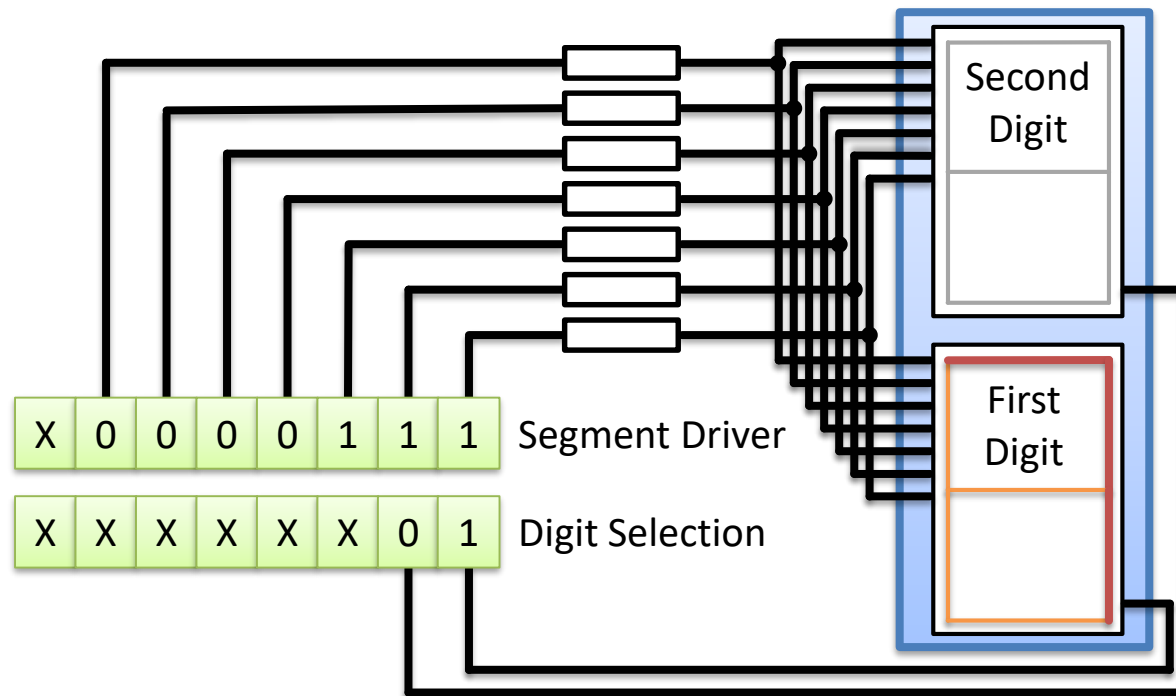 Second
Digit
First
Digit
X 0 0 0 0 1 1 1 Segment Driver
X X X X X X 0 1 Digit Selection